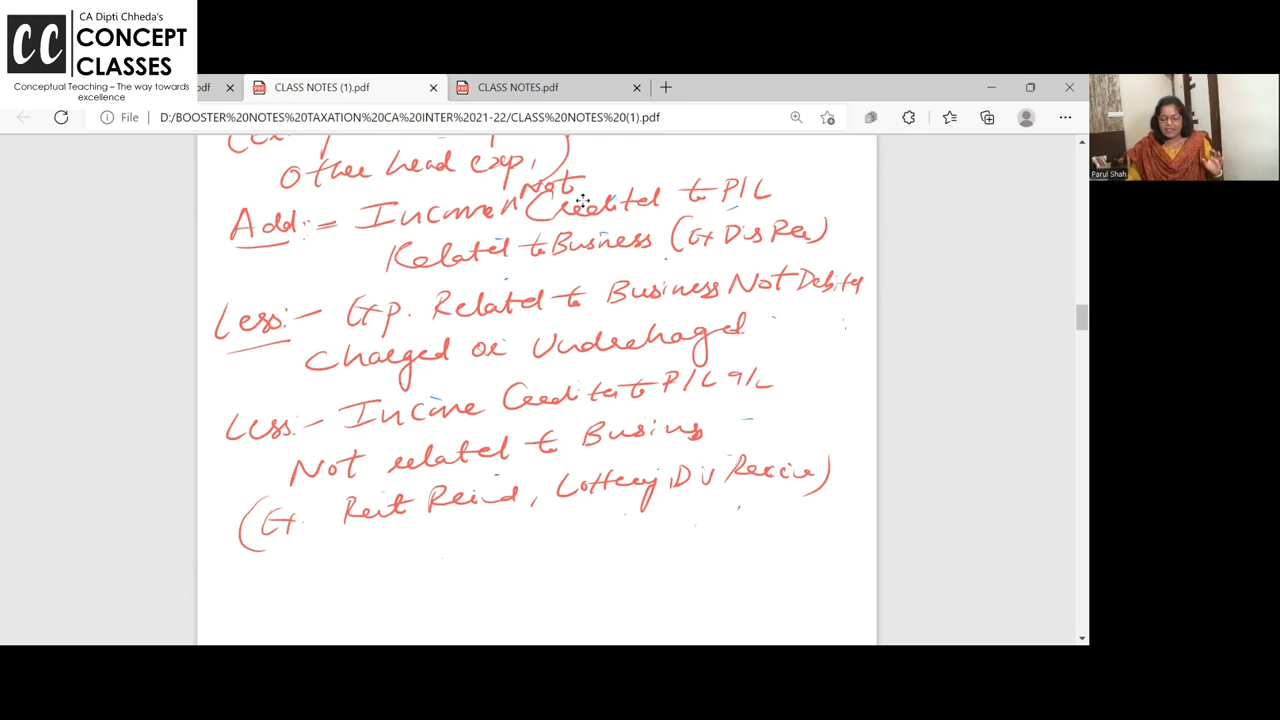 CA Dipti Chheda's
CC CONCEPT
CLASSES
Conceptual Teaching – The way towards
excellence
pdf
CLASS NOTES (1).pdf
CLASS NOTES.pdf
File
D:/BOOSTER%20NOTES%20TAXATION%20CA%20INTER%202021-22/CLASS%20NOTES%20(1).pdf
Parul Shah
other head exp,)
Add:- Income Not Credited to P/L
Related to Business (Ex Dis Rec)
Less:- Exp. Related to Business Not Debited
Charged or Undercharged
Less:- Income Credited to P/L a/c
Not related to Business
(Ex. Rent Reived, Lottery, Div Receive)